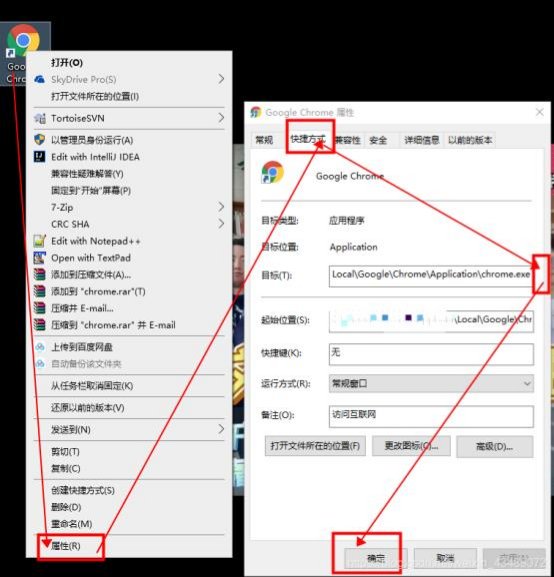 Goo
Chr
打开(O)
SkyDrive Pro(S)
打开文件所在的位置(I)
TortoiseSVN
以管理员身份运行(A)
Edit with IntelliJ IDEA
兼容性疑难解答(Y)
固定到"开始"屏幕(P)
7-Zip
CRC SHA
Edit with Notepad++
Open with TextPad
添加到压缩文件(A)...
添加到 "chrome.rar"(T)
压缩并 E-mail...
压缩到 "chrome.rar" 并 E-mail
上传到百度网盘
自动备份该文件夹
从任务栏取消固定(K)
还原以前的版本(V)
发送到(N)
剪切(T)
复制(C)
创建快捷方式(S)
删除(D)
重命名(M)
属性(R)
Google Chrome 属性
常规 快捷方式 兼容性 安全 详细信息 以前的版本
Google Chrome
目标类型: 应用程序
目标位置: Application
目标(T): Local\Google\Chrome\Application\chrome.exe
起始位置(S): \Local\Google\Chr
快捷键(K): 无
运行方式(R): 常规窗口
备注(O): 访问互联网
打开文件所在的位置(F) 更改图标(C)... 高级(D)...
确定 取消 应用(A)